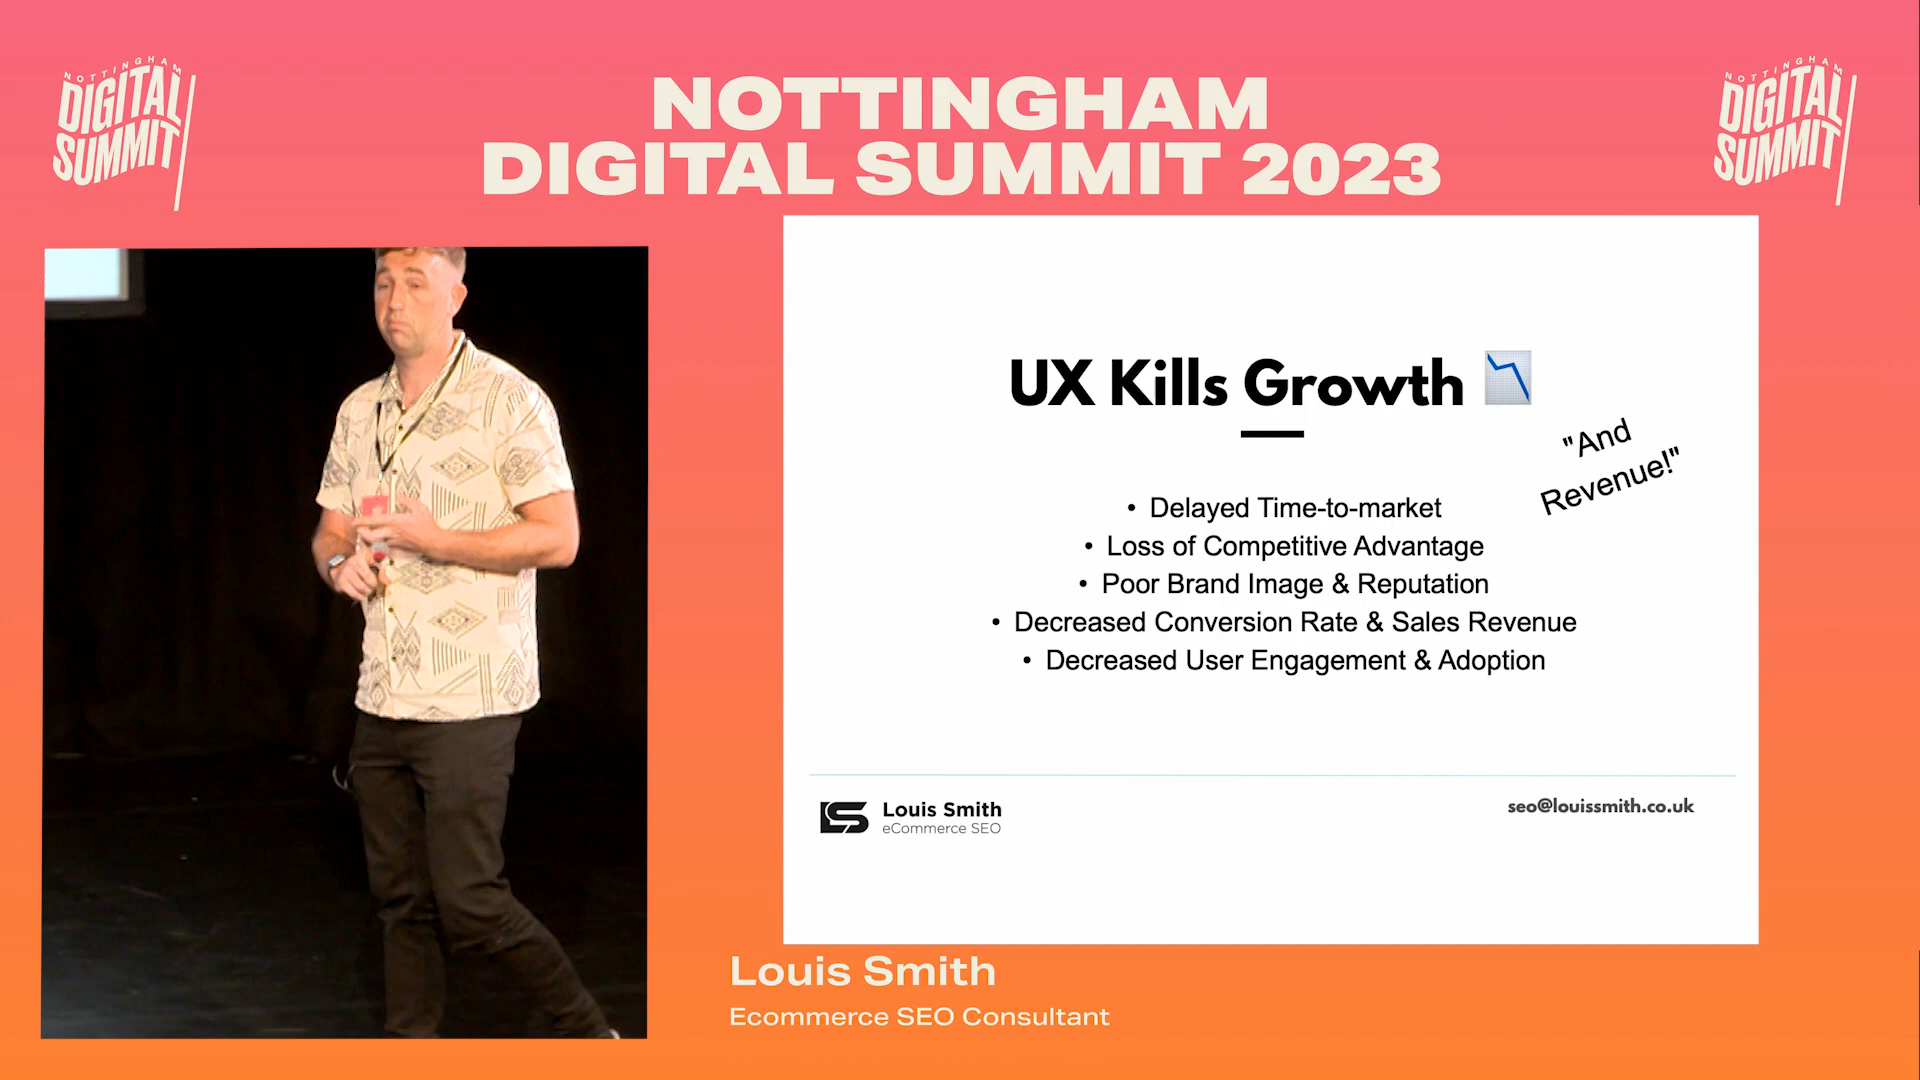 NOTTINGHAM
DIGITAL
SUMMIT
NOTTINGHAM
DIGITAL SUMMIT 2023
NOTTINGHAM
DIGITAL
SUMMIT
UX Kills Growth
"And
Revenue!"
• Delayed Time-to-market
• Loss of Competitive Advantage
• Poor Brand Image & Reputation
• Decreased Conversion Rate & Sales Revenue
• Decreased User Engagement & Adoption
LS
Louis Smith
eCommerce SEO
seo@louissmith.co.uk
Louis Smith
Ecommerce SEO Consultant